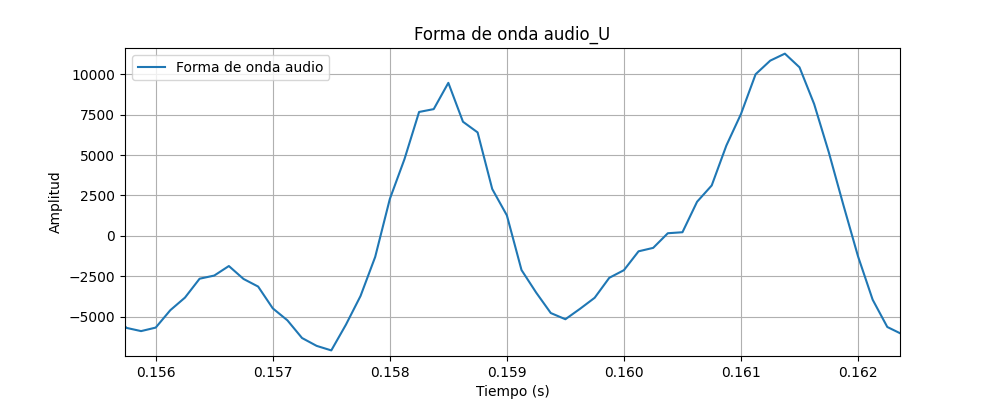 Forma de onda audio_U
Forma de onda audio
10000
7500
5000
2500
0
−2500
−5000
Amplitud
0.156 0.157 0.158 0.159 0.160 0.161 0.162
Tiempo (s)